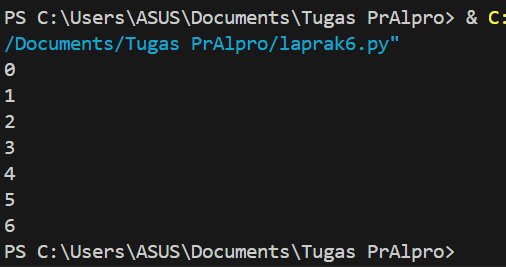 PS C:\Users\ASUS\Documents\Tugas PrAlpro> & C:
/Documents/Tugas PrAlpro/laprak6.py"
0
1
2
3
4
5
6
PS C:\Users\ASUS\Documents\Tugas PrAlpro>